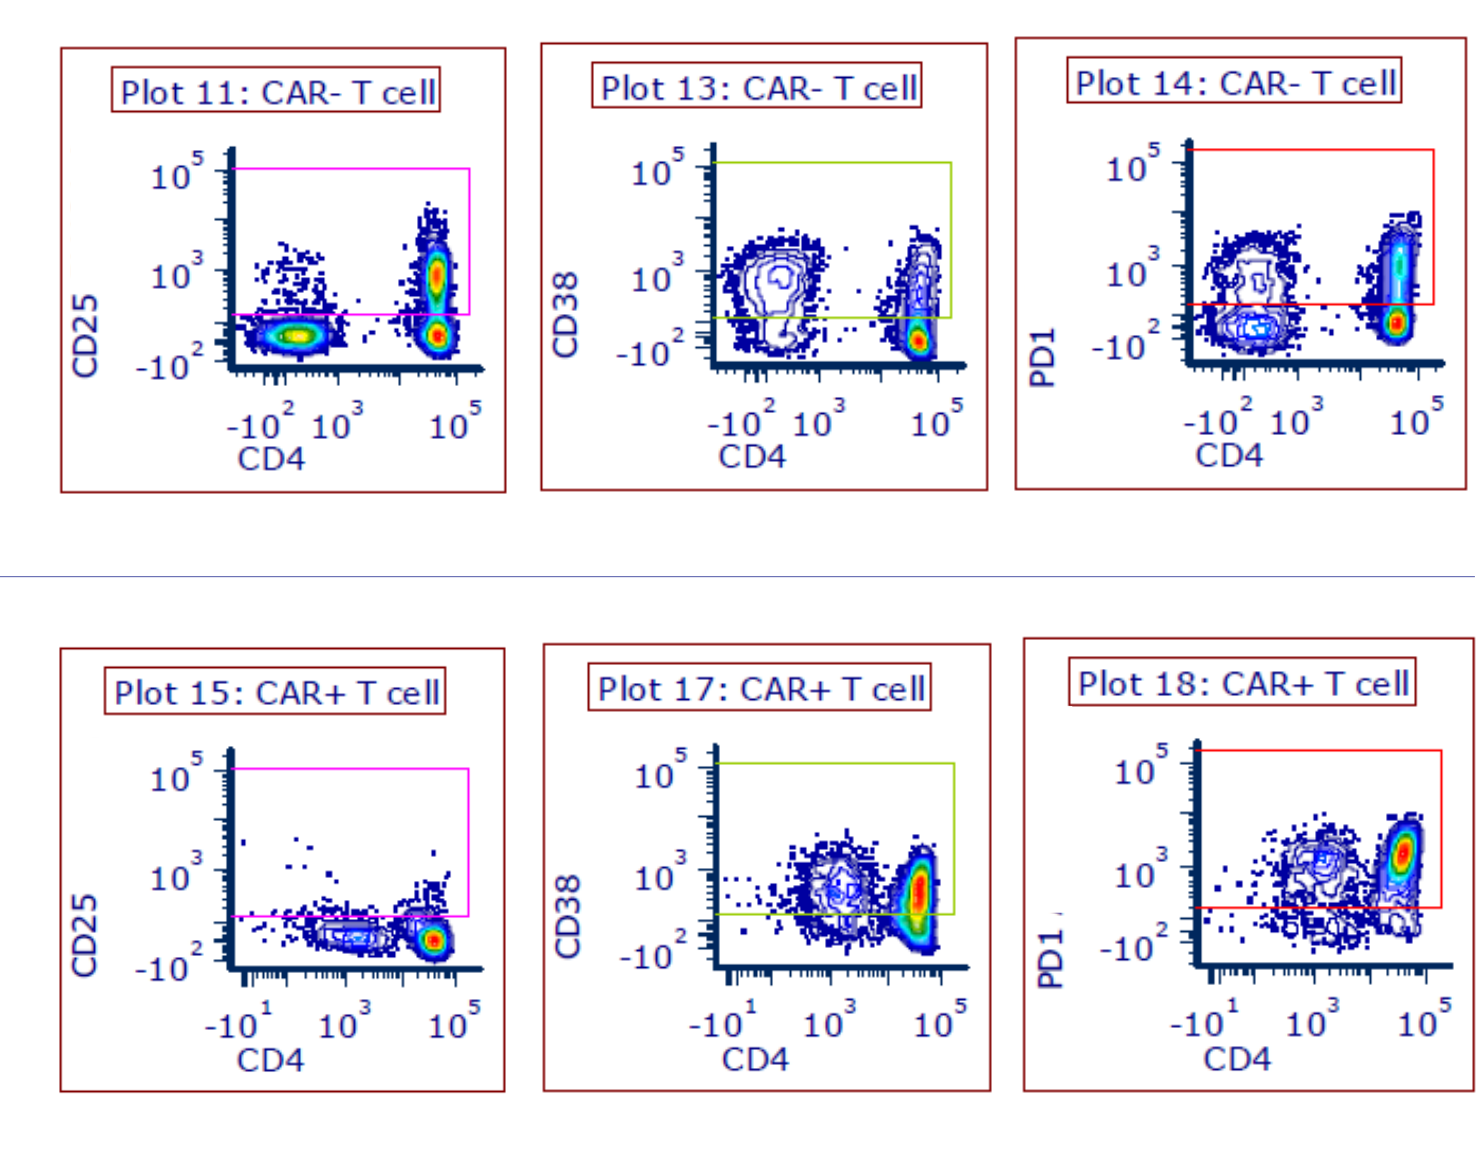 Plot 11: CAR- T cell
10^5
10^3
-10^2
CD25
-10^2 10^3 10^5
CD4
Plot 13: CAR- T cell
10^5
10^3
-10^2
CD38
-10^2 10^3 10^5
CD4
Plot 14: CAR- T cell
10^5
10^3
-10^2
PD1
-10^2 10^3 10^5
CD4
Plot 15: CAR+ T cell
10^5
10^3
-10^2
CD25
-10^1 10^3 10^5
CD4
Plot 17: CAR+ T cell
10^5
10^3
-10^2
CD38
-10^1 10^3 10^5
CD4
Plot 18: CAR+ T cell
10^5
10^3
-10^2
PD1
-10^1 10^3 10^5
CD4